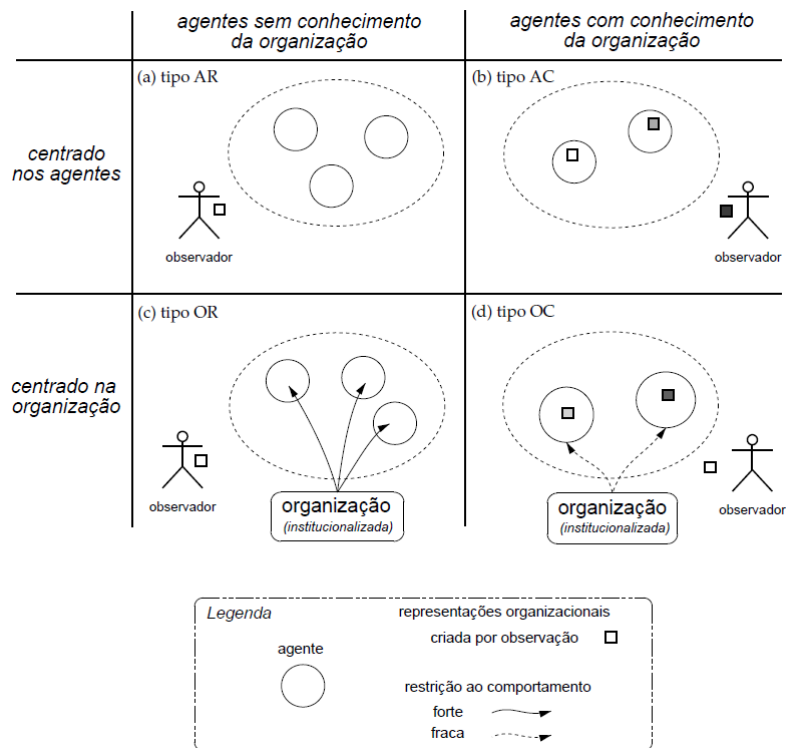 agentes sem conhecimento
da organização
agentes com conhecimento
da organização
centrado
nos agentes
(a) tipo AR
observador
(b) tipo AC
observador
centrado na
organização
(c) tipo OR
observador
organização
(institucionalizada)
(d) tipo OC
organização
(institucionalizada)
observador
Legenda
agente
representações organizacionais
criada por observação
restrição ao comportamento
forte
fraca